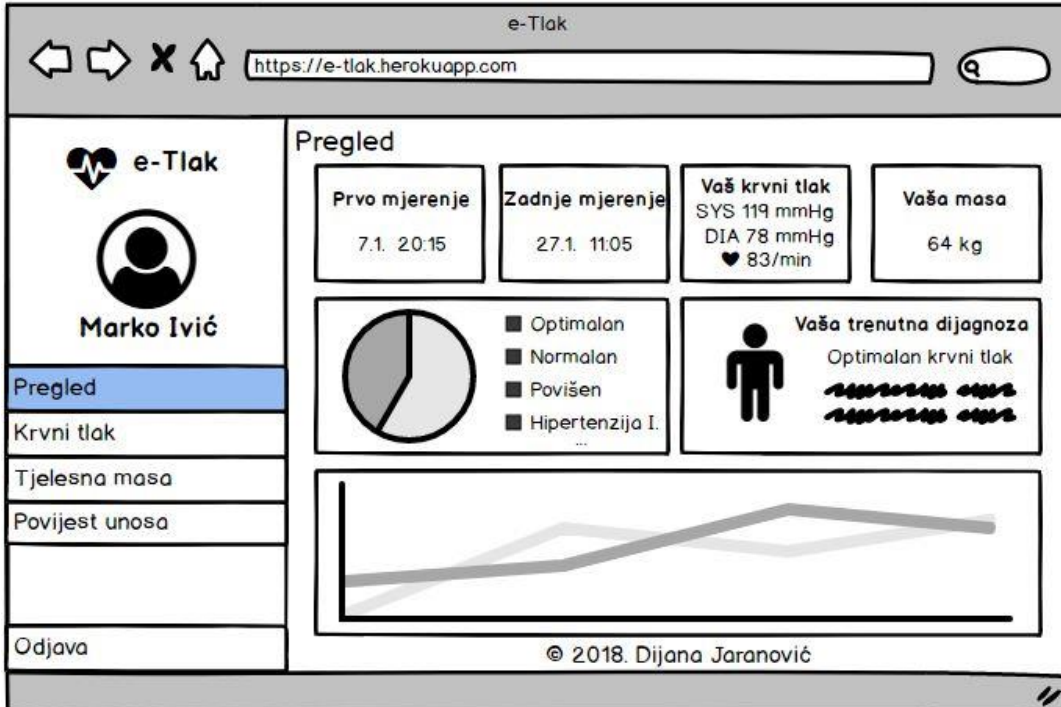 e-Tlak
https://e-tlak.herokuapp.com
e-Tlak
Marko Ivić
Pregled
Krvni tlak
Tjelesna masa
Povijest unosa
Odjava
Pregled
Prvo mjerenje
7.1. 20:15
Zadnje mjerenje
27.1. 11:05
Vaš krvni tlak
SYS 119 mmHg
DIA 78 mmHg
83/min
Vaša masa
64 kg
Optimalan
Normalan
Povišen
Hipertenzija I.
...
Vaša trenutna dijagnoza
Optimalan krvni tlak
© 2018. Dijana Jaranović